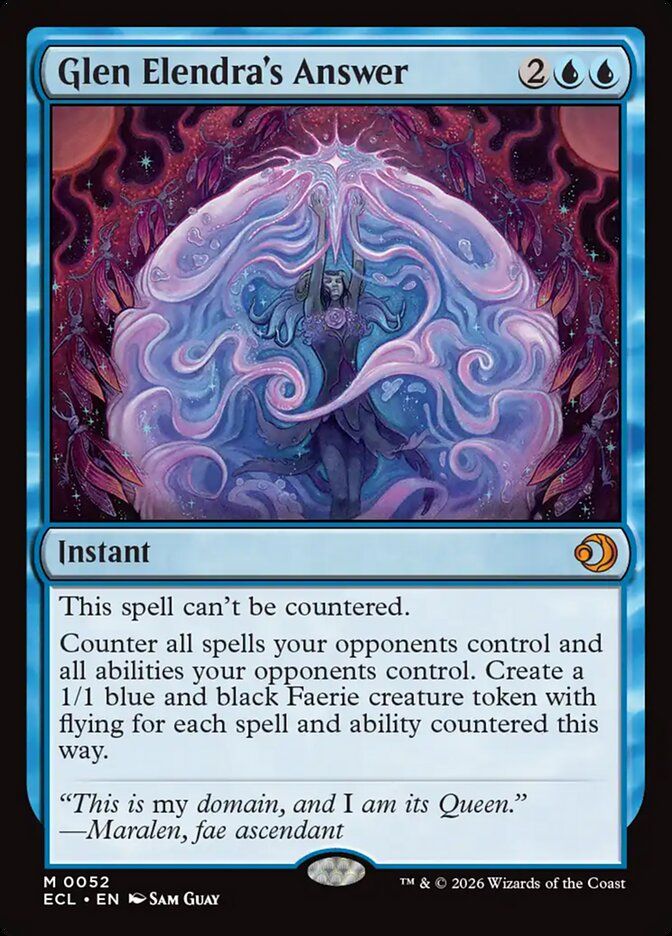 Glen Elendra's Answer 2
Instant
This spell can't be countered.
Counter all spells your opponents control and
all abilities your opponents control. Create a
1/1 blue and black Faerie creature token with
flying for each spell and ability countered this
way.
“This is my domain, and I am its Queen.”
—Maralen, fae ascendant
M 0052
ECL • EN Sam Guay
™ & © 2026 Wizards of the Coast